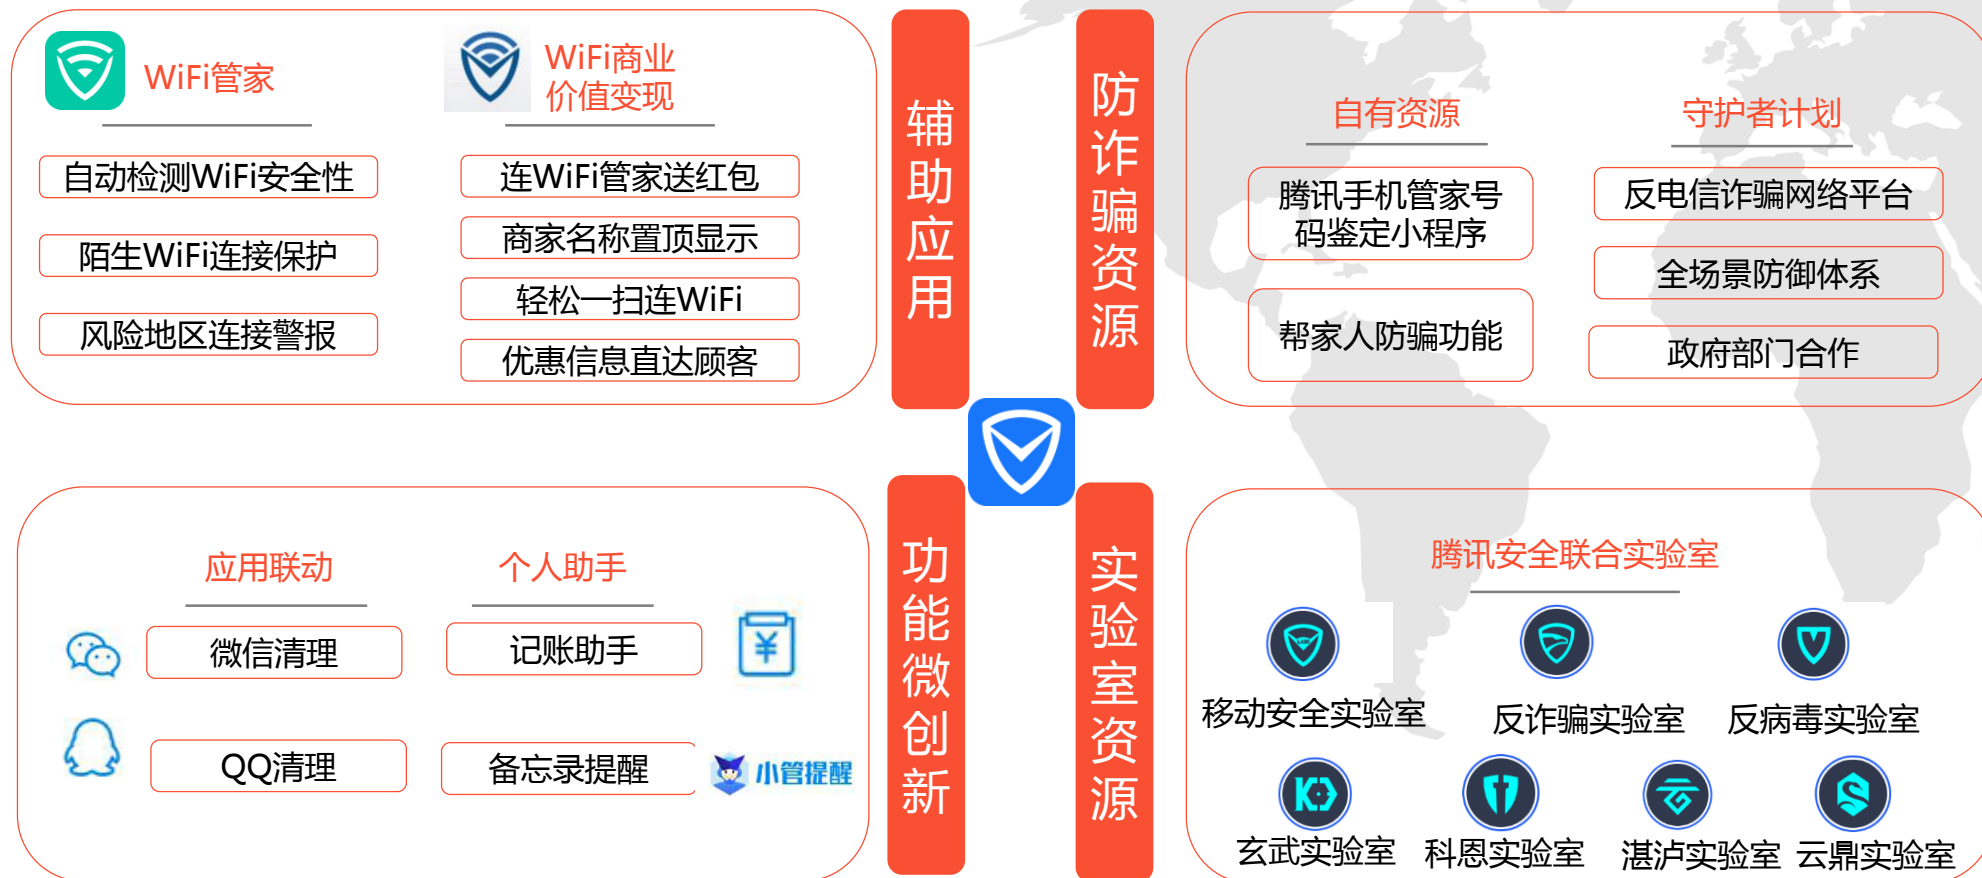 WiFi管家
自动检测WiFi安全性
陌生WiFi连接保护
风险地区连接警报
WiFi商业
价值变现
连WiFi管家送红包
商家名称置顶显示
轻松一扫连WiFi
优惠信息直达顾客
辅助应用
防诈骗资源
自有资源
腾讯手机管家号
码鉴定小程序
帮家人防骗功能
守护者计划
反电信诈骗网络平台
全场景防御体系
政府部门合作
应用联动
微信清理
QQ清理
个人助手
记账助手
备忘录提醒
小管提醒
功能微创新
实验室资源
腾讯安全联合实验室
移动安全实验室
反诈骗实验室
反病毒实验室
玄武实验室
科恩实验室
湛泸实验室
云鼎实验室